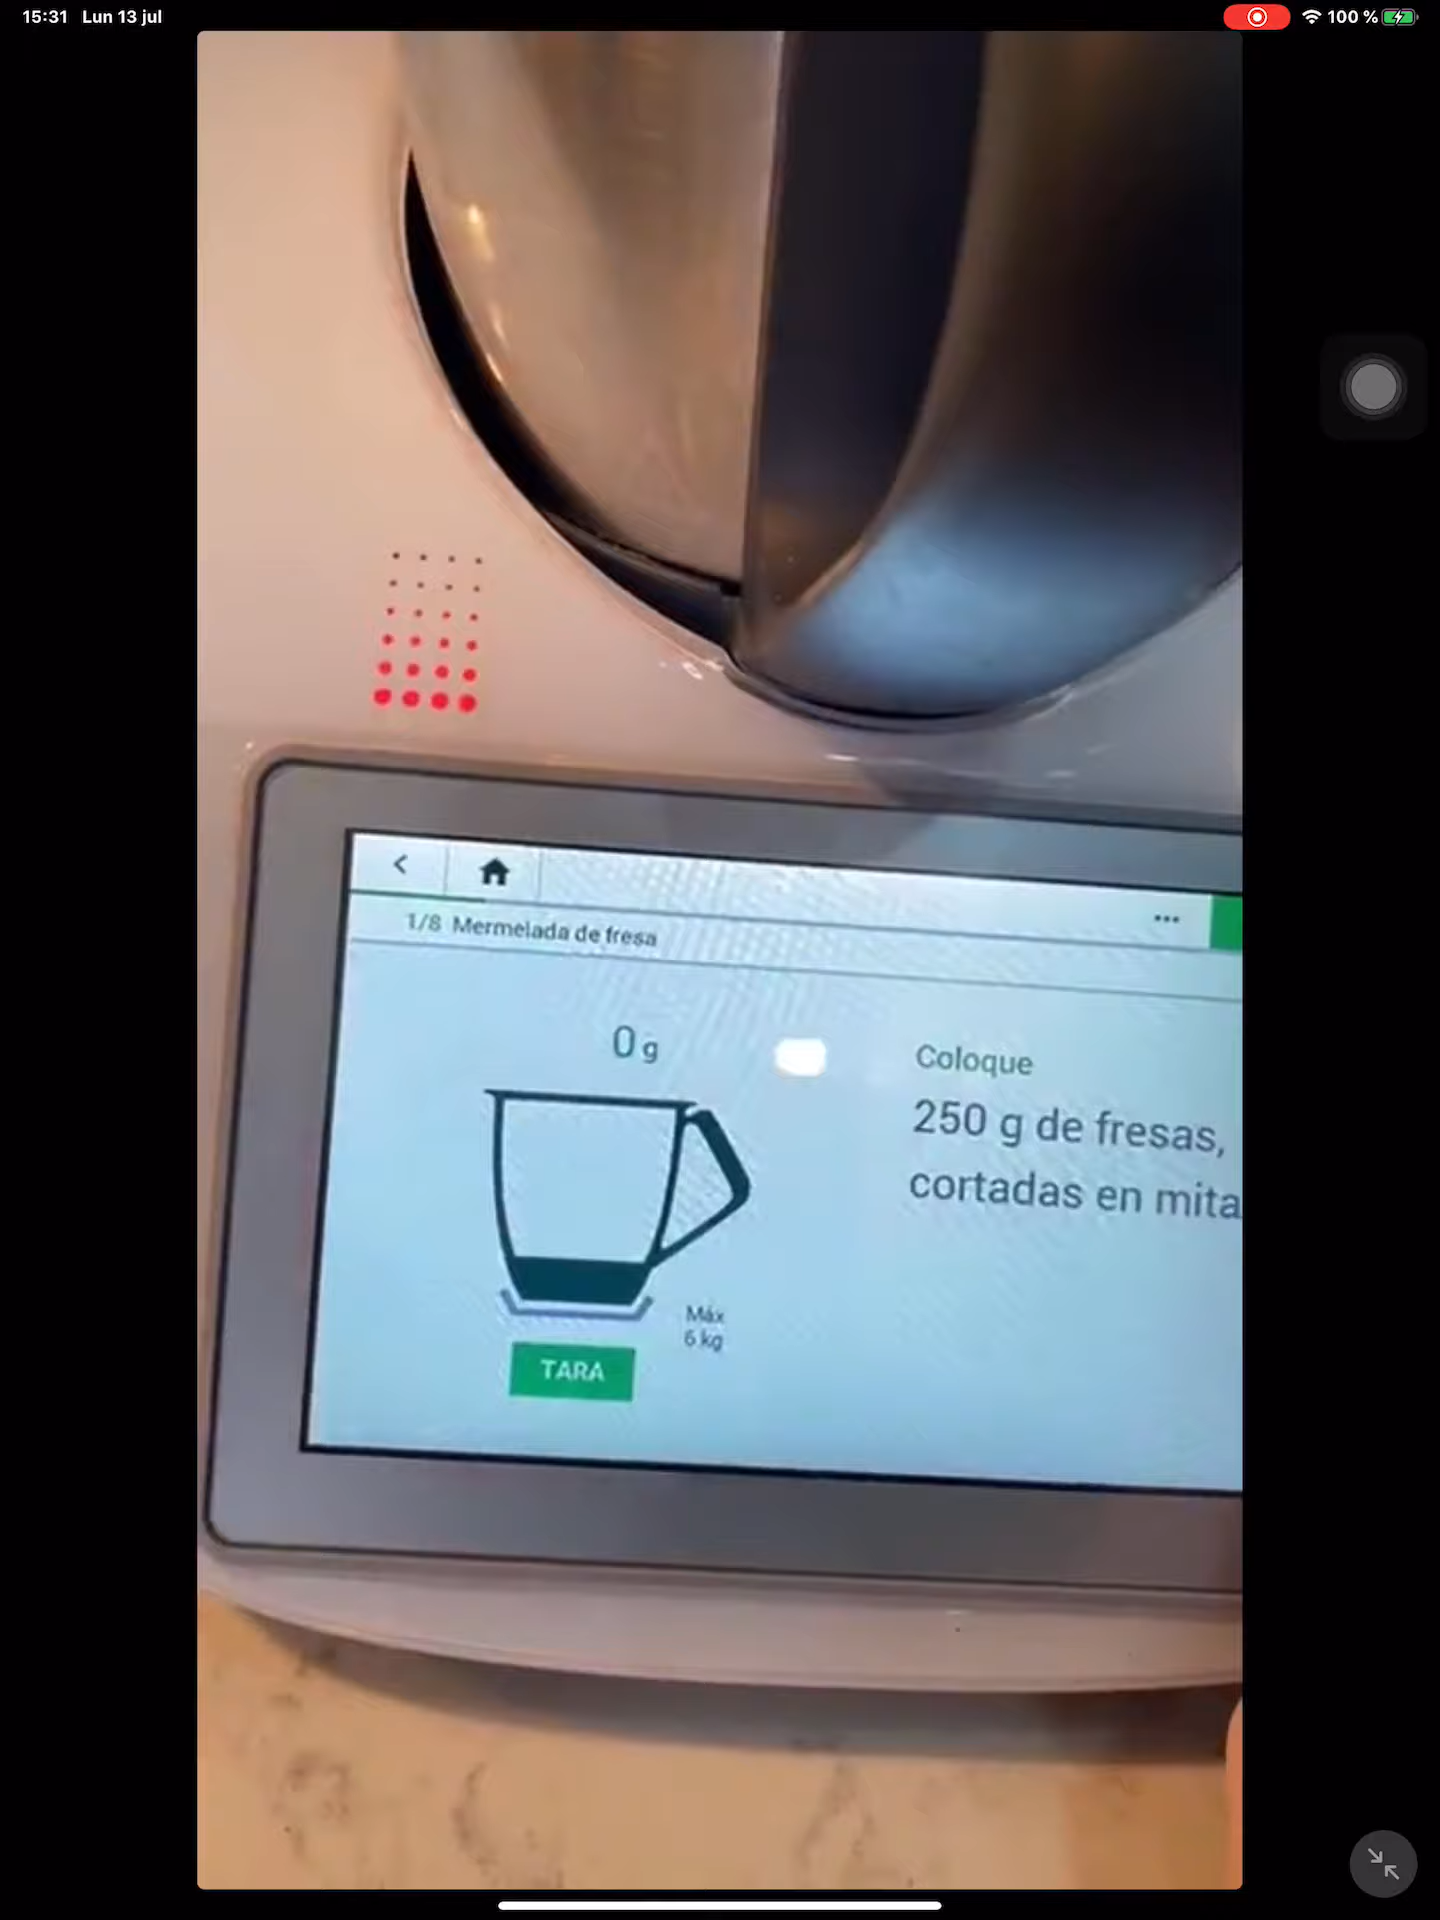 15:31 Lun 13 jul
100 %
1/8 Mermelada de fresa
0 g
Coloque
250 g de fresas,
cortadas en mita
Máx
6 kg
TARA